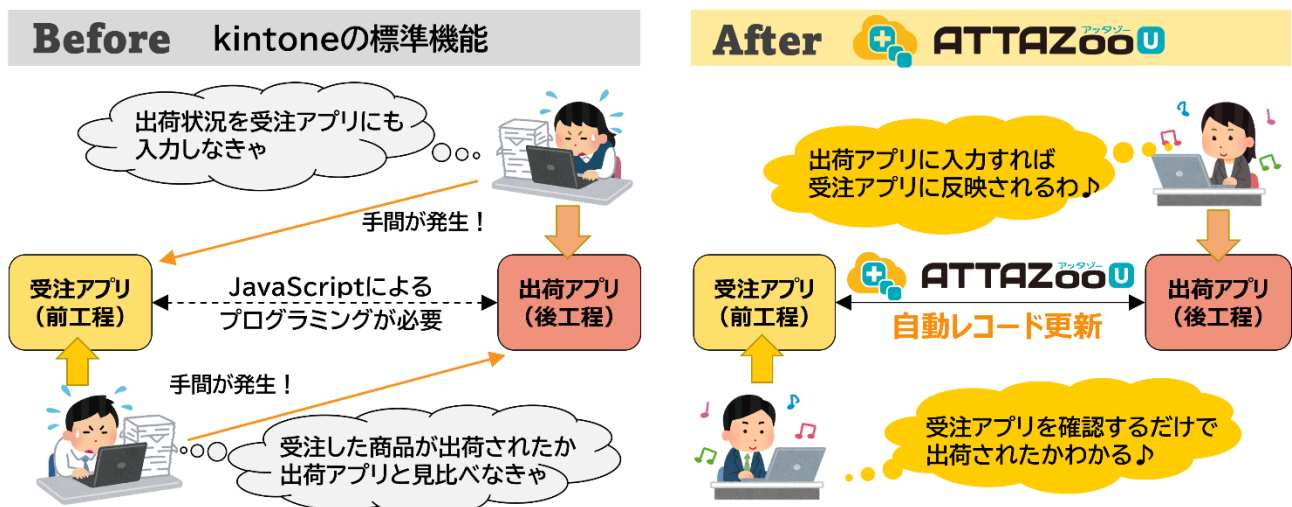 Before kintoneの標準機能
出荷状況を受注アプリにも
入力しなきゃ
手間が発生！
受注アプリ
（前工程）
JavaScriptによる
プログラミングが必要
出荷アプリ
（後工程）
手間が発生！
受注した商品が出荷されたか
出荷アプリと見比べなきゃ
After ATTAZoo U
アッタゾー
出荷アプリに入力すれば
受注アプリに反映されるわ♪
受注アプリ
（前工程）
アッタゾー
ATTAZoo U
自動レコード更新
出荷アプリ
（後工程）
受注アプリを確認するだけで
出荷されたかわかる♪